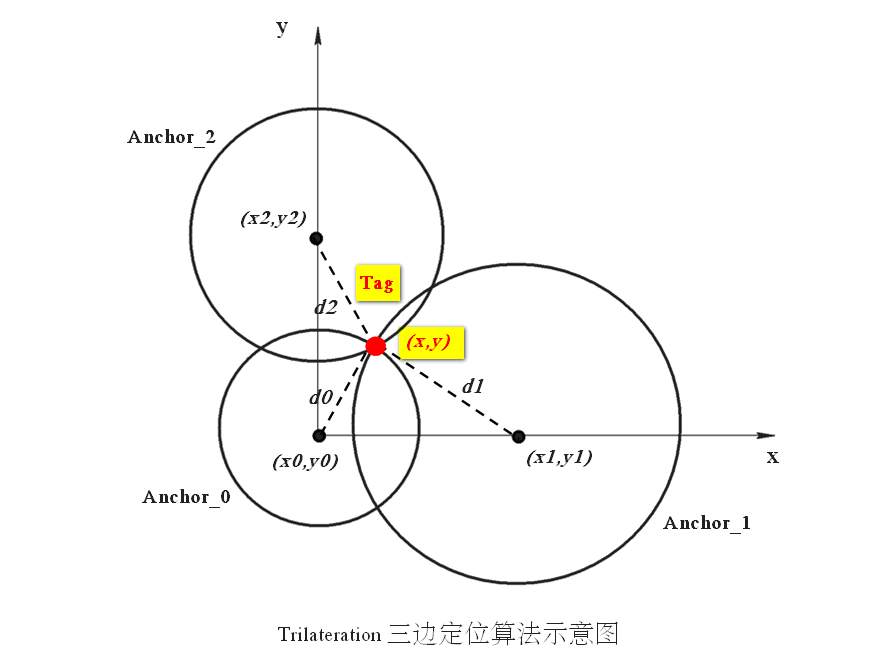 y
Anchor_2
(x2,y2)
Tag
d2
(x,y)
d1
d0
(x0,y0)
(x1,y1)
x
Anchor_0
Anchor_1
Trilateration 三边定位算法示意图